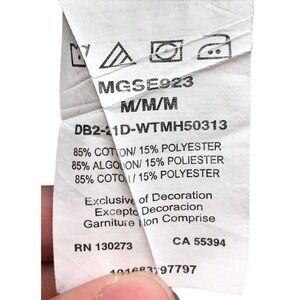 MGSE923
M/M/M
DB2-21D-WTMH50313
85% COTTON/ 15% POLYESTER
85% ALGODON/ 15% POLIESTER
85% COTON / 15% POLYESTER
Exclusive of Decoration
Excepto Decoracion
Garniture Non Comprise
RN 130273 CA 55394